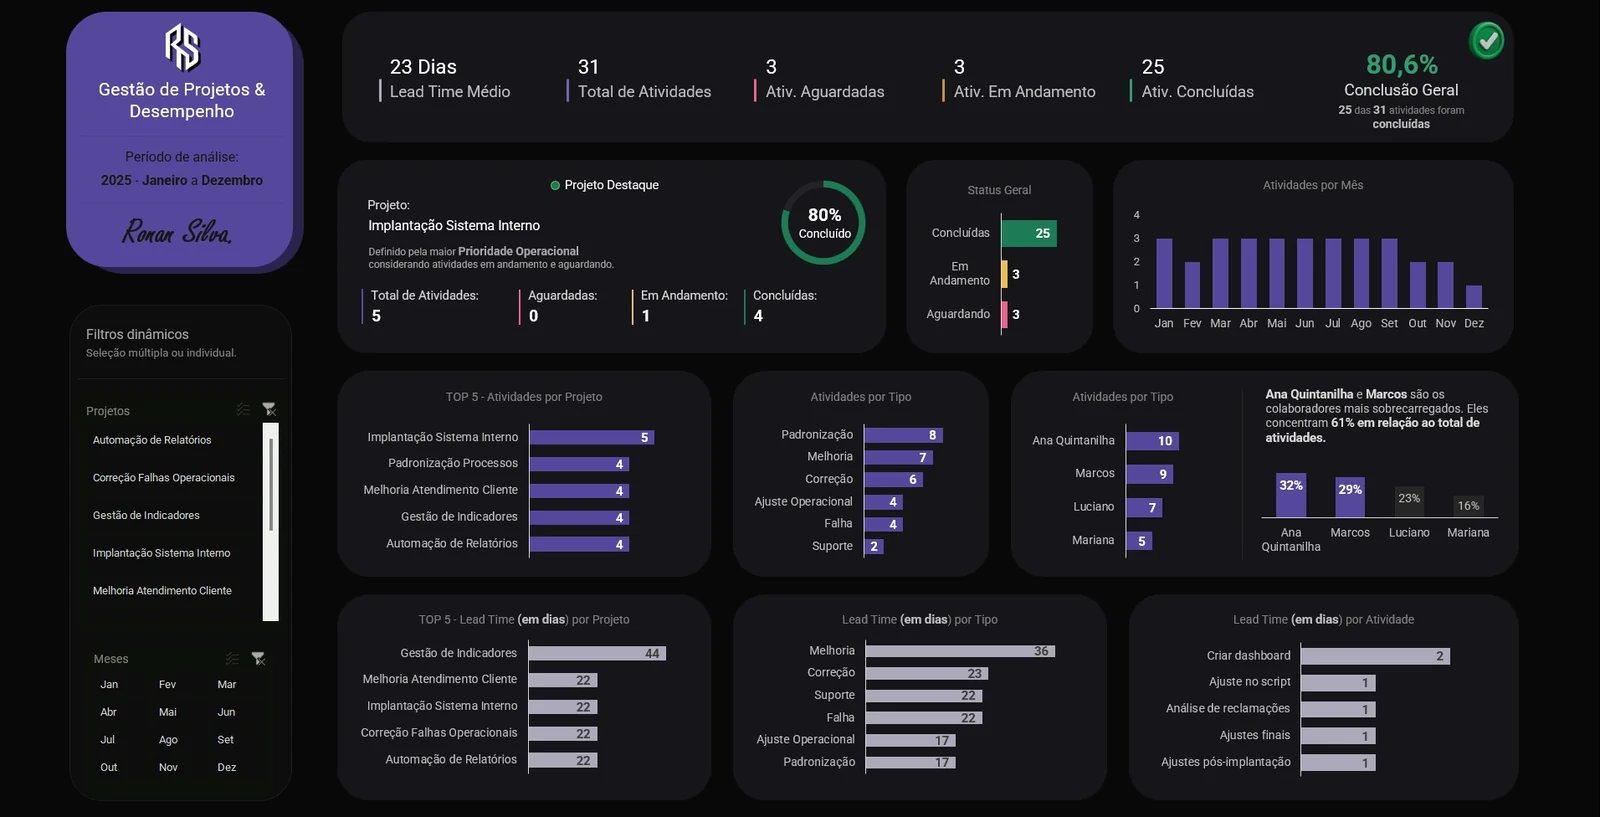 RS
Gestão de Projetos &
Desempenho
Período de análise:
2025 - Janeiro a Dezembro
Ronan Silva.
Filtros dinâmicos
Seleção múltipla ou individual.
Projetos
Automação de Relatórios
Correção Falhas Operacionais
Gestão de Indicadores
Implantação Sistema Interno
Melhoria Atendimento Cliente
Meses
Jan Fev Mar
Abr Mai Jun
Jul Ago Set
Out Nov Dez
23 Dias
Lead Time Médio
31
Total de Atividades
3
Ativ. Aguardadas
3
Ativ. Em Andamento
25
Ativ. Concluídas
80,6%
Conclusão Geral
25 das 31 atividades foram
concluídas
Projeto Destaque
Projeto:
Implantação Sistema Interno
Definido pela maior Prioridade Operacional
considerando atividades em andamento e aguardando.
80%
Concluído
Total de Atividades:
5
Aguardadas:
0
Em Andamento:
1
Concluídas:
4
Status Geral
Concluídas 25
Em
Andamento 3
Aguardando 3
Atividades por Mês
4
3
2
1
0
Jan Fev Mar Abr Mai Jun Jul Ago Set Out Nov Dez
TOP 5 - Atividades por Projeto
Implantação Sistema Interno 5
Padronização Processos 4
Melhoria Atendimento Cliente 4
Gestão de Indicadores 4
Automação de Relatórios 4
Atividades por Tipo
Padronização 8
Melhoria 7
Correção 6
Ajuste Operacional 4
Falha 4
Suporte 2
Atividades por Tipo
Ana Quintanilha 10
Marcos 9
Luciano 7
Mariana 5
Ana Quintanilha e Marcos são os
colaboradores mais sobrecarregados. Eles
concentram 61% em relação ao total de
atividades.
32% 29% 23% 16%
Ana Marcos Luciano Mariana
Quintanilha
TOP 5 - Lead Time (em dias) por Projeto
Gestão de Indicadores 44
Melhoria Atendimento Cliente 22
Implantação Sistema Interno 22
Correção Falhas Operacionais 22
Automação de Relatórios 22
Lead Time (em dias) por Tipo
Melhoria 36
Correção 23
Suporte 22
Falha 22
Ajuste Operacional 17
Padronização 17
Lead Time (em dias) por Atividade
Criar dashboard 2
Ajuste no script 1
Análise de reclamações 1
Ajustes finais 1
Ajustes pós-implantação 1